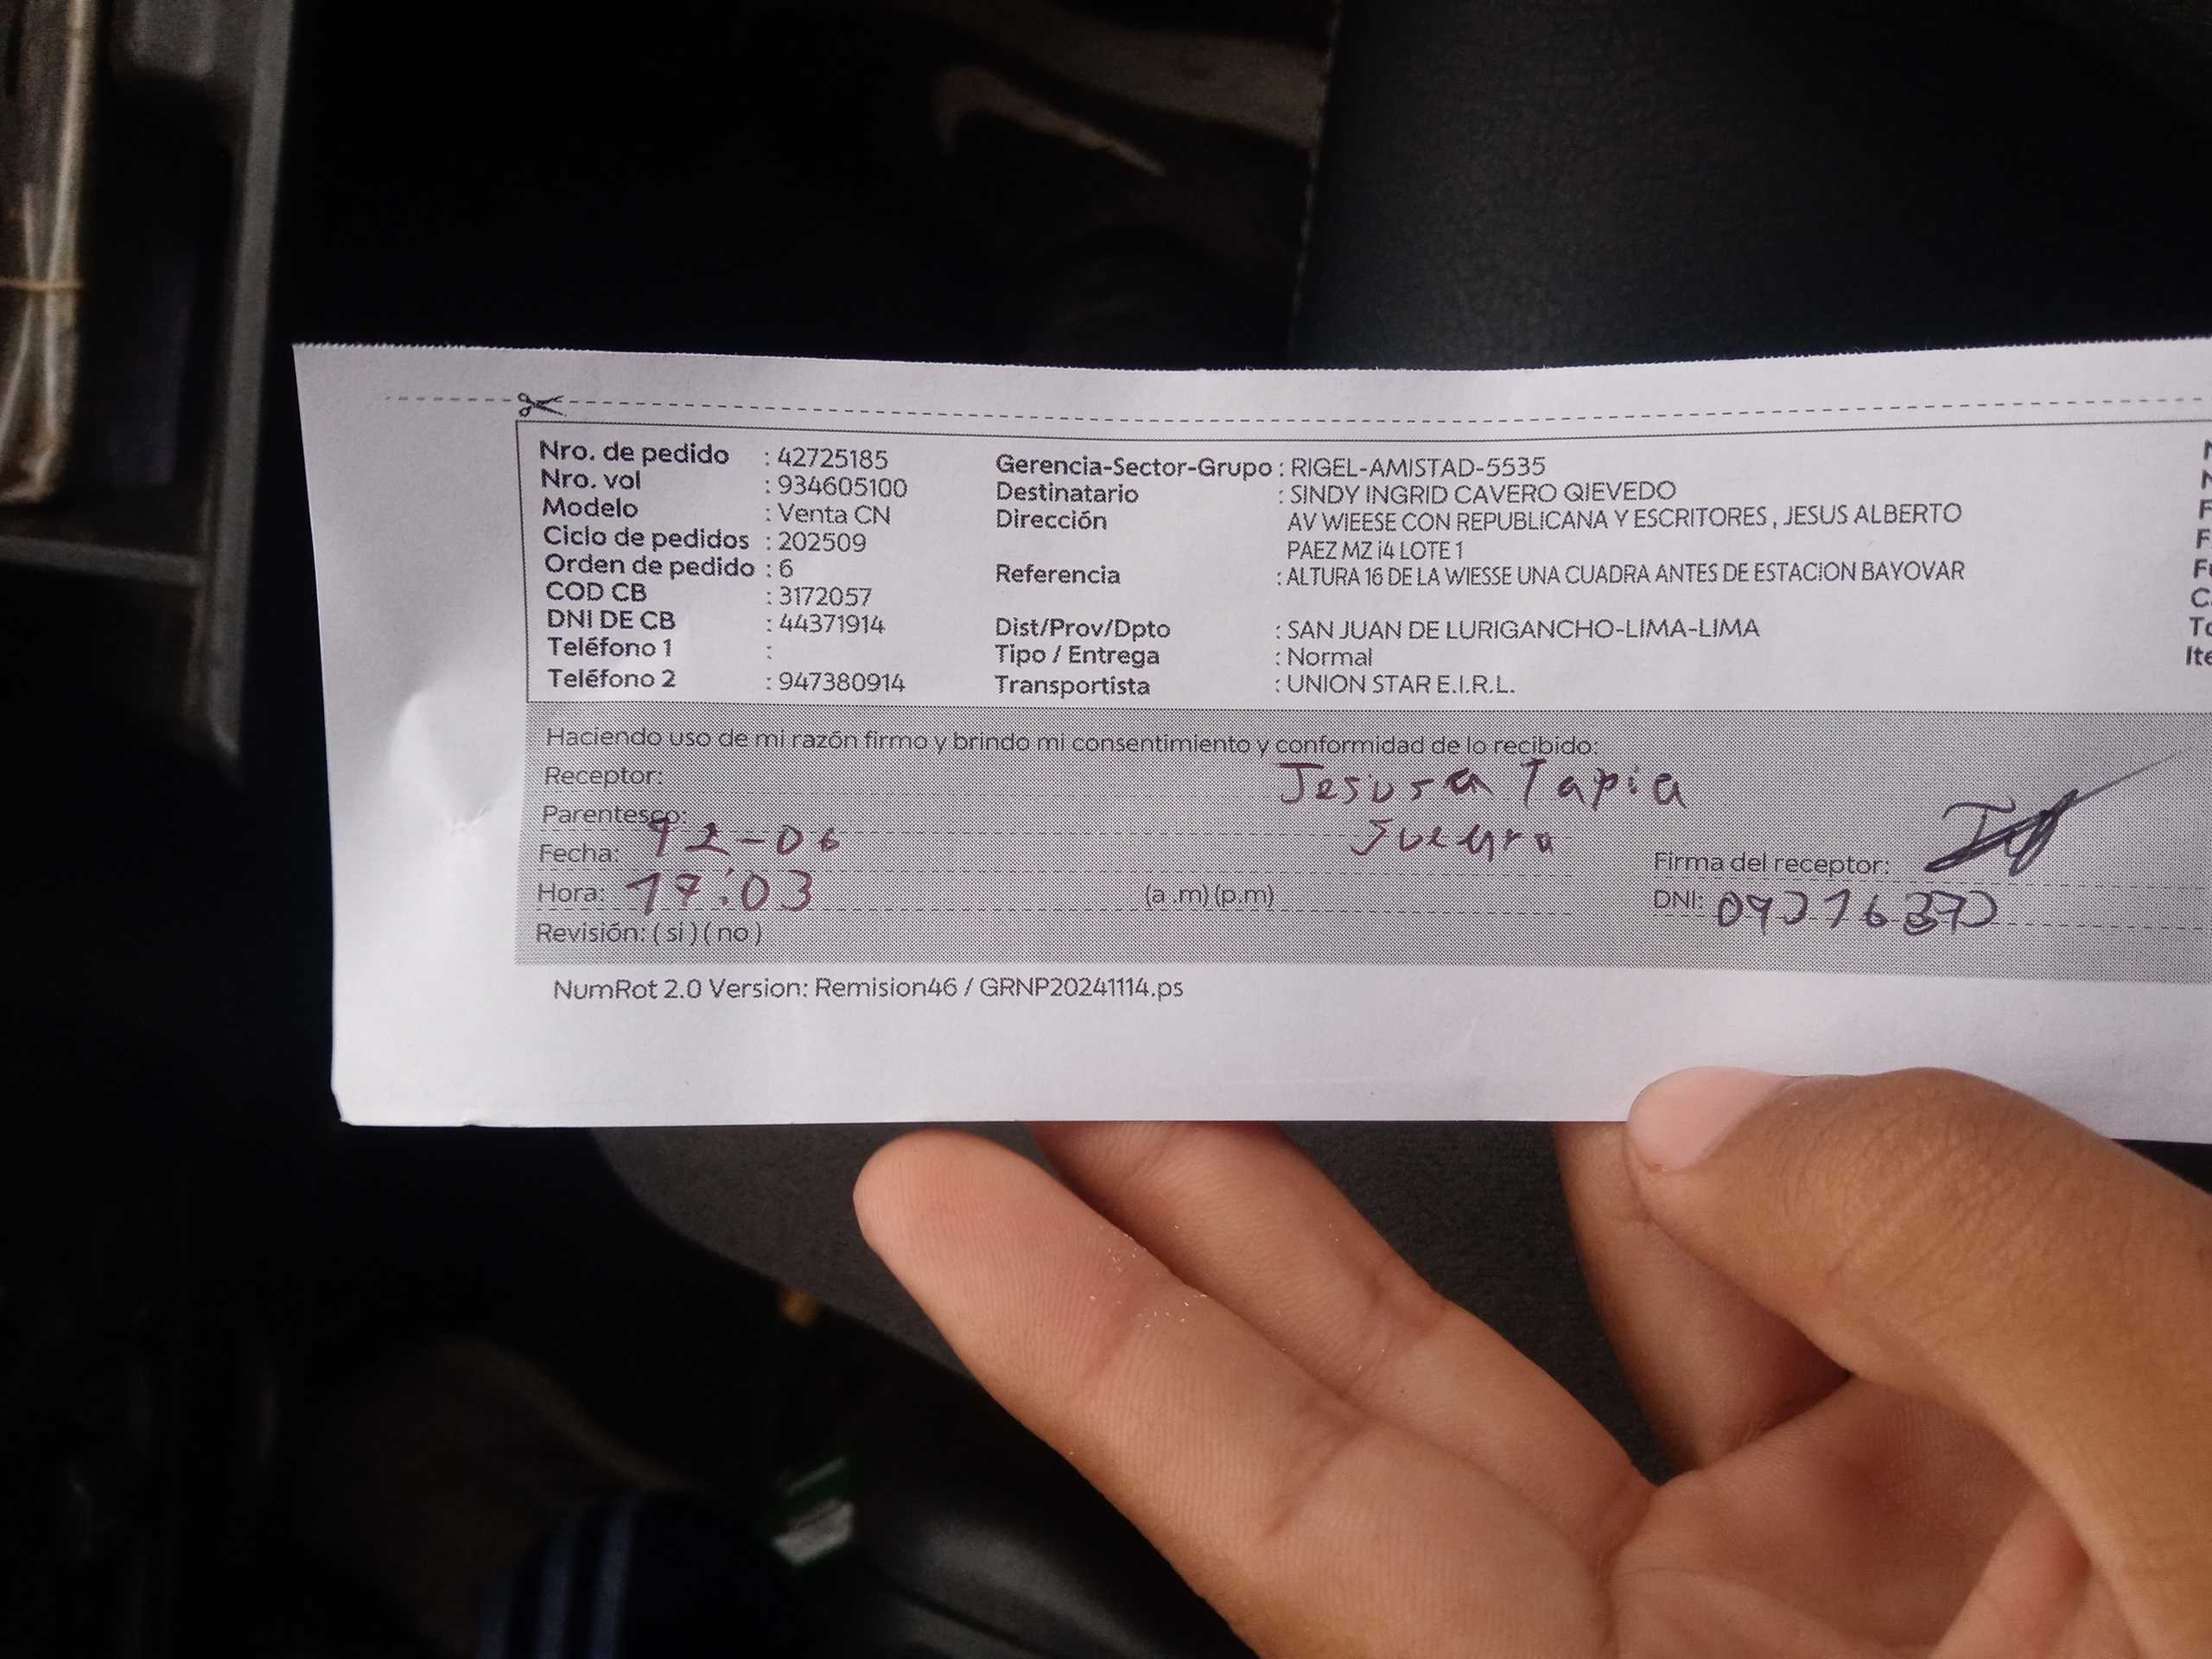 Nro. de pedido : 42725185
Nro. vol : 934605100
Modelo : Venta CN
Ciclo de pedidos : 202509
Orden de pedido : 6
COD CB : 3172057
DNI DE CB : 44371914
Teléfono 1 :
Teléfono 2 : 947380914
Gerencia-Sector-Grupo : RIGEL-AMISTAD-5535
Destinatario : SINDY INGRID CAVERO QIEVEDO
Dirección AV WIEESE CON REPUBLICANA Y ESCRITORES , JESUS ALBERTO
PAEZ MZ i4 LOTE 1
Referencia : ALTURA 16 DE LA WIESSE UNA CUADRA ANTES DE ESTACION BAYOVAR
Dist/Prov/Dpto : SAN JUAN DE LURIGANCHO-LIMA-LIMA
Tipo / Entrega : Normal
Transportista : UNION STAR E.I.R.L.
Haciendo uso de mi razón firmo y brindo mi consentimiento y conformidad de lo recibido:
Receptor: Jesusa Tapia
Parentesco: Suegra
Fecha: 12-06
Hora: 17:03 (a .m) (p.m)
Revisión: ( si ) ( no )
Firma del receptor:
DNI:
NumRot 2.0 Version: Remision46 / GRNP20241114.ps